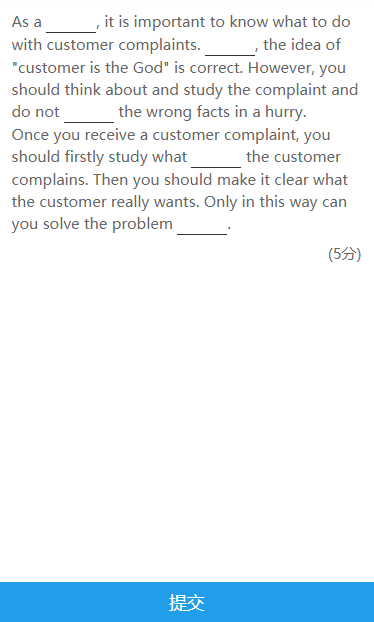 As a ______, it is important to know what to do
with customer complaints. ______, the idea of
"customer is the God" is correct. However, you
should think about and study the complaint and
do not ______ the wrong facts in a hurry.
Once you receive a customer complaint, you
should firstly study what ______ the customer
complains. Then you should make it clear what
the customer really wants. Only in this way can
you solve the problem ______.
(5分)
提交